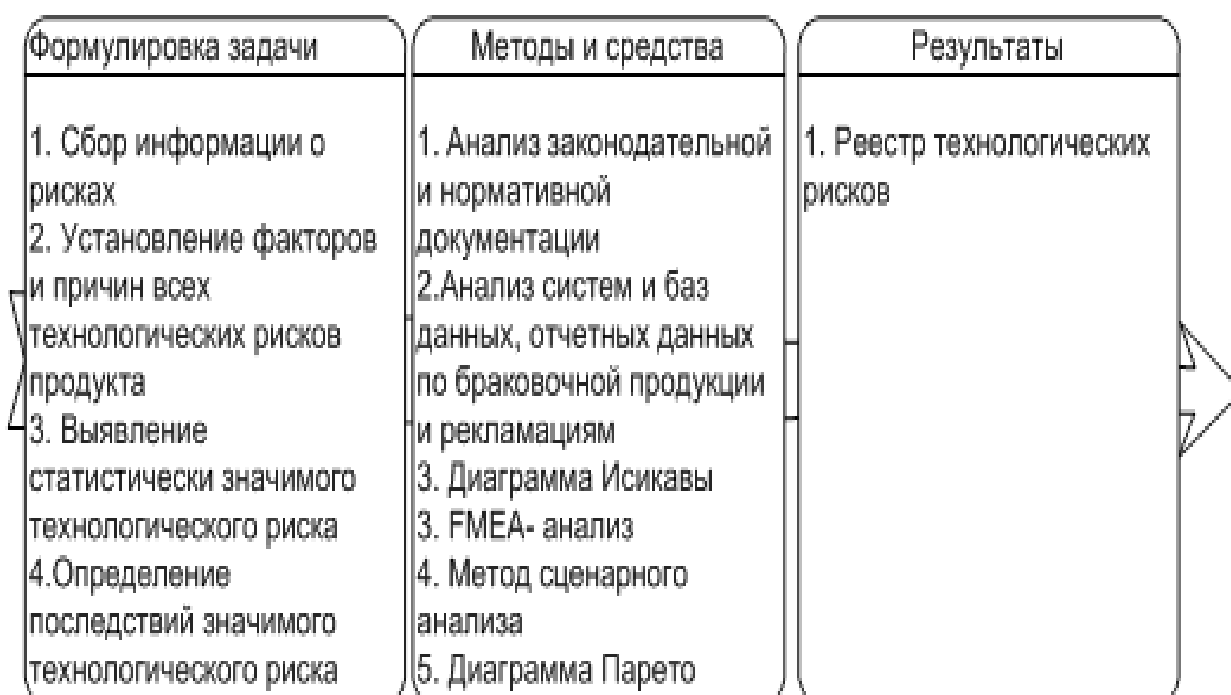 Формулировка задачи
1. Сбор информации о
рисках
2. Установление факторов
и причин всех
технологических рисков
продукта
3. Выявление
статистически значимого
технологического риска
4.Определение
последствий значимого
технологического риска
Методы и средства
1. Анализ законодательной
и нормативной
документации
2.Анализ систем и баз
данных, отчетных данных
по браковочной продукции
и рекламациям
3. Диаграмма Исикавы
3. FMEA- анализ
4. Метод сценарного
анализа
5. Диаграмма Парето
Результаты
1. Реестр технологических
рисков